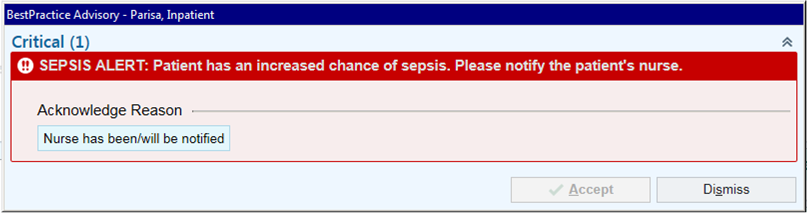 BestPractice Advisory - Parisa, Inpatient
Critical (1)
SEPSIS ALERT: Patient has an increased chance of sepsis. Please notify the patient's nurse.
Acknowledge Reason
Nurse has been/will be notified
Accept Dismiss